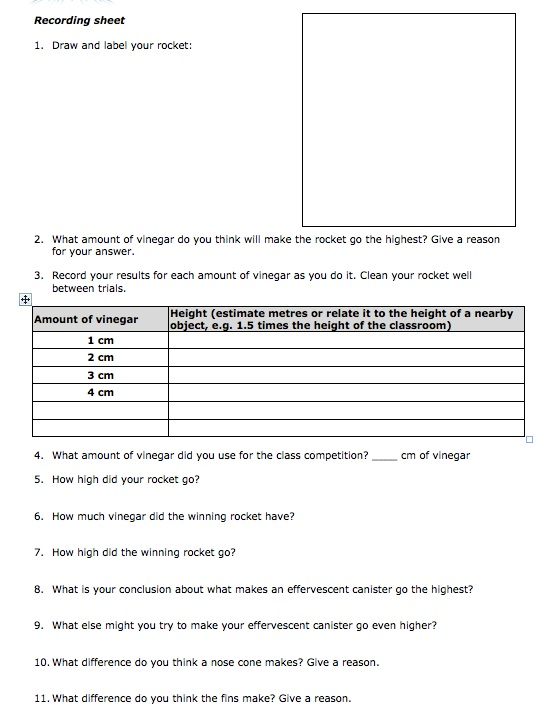 Recording sheet
1. Draw and label your rocket:
2. What amount of vinegar do you think will make the rocket go the highest? Give a reason
for your answer.
3. Record your results for each amount of vinegar as you do it. Clean your rocket well
between trials.
Amount of vinegar
Height (estimate metres or relate it to the height of a nearby
object, e.g. 1.5 times the height of the classroom)
1 cm
2 cm
3 cm
4 cm
4. What amount of vinegar did you use for the class competition? ____ cm of vinegar
5. How high did your rocket go?
6. How much vinegar did the winning rocket have?
7. How high did the winning rocket go?
8. What is your conclusion about what makes an effervescent canister go the highest?
9. What else might you try to make your effervescent canister go even higher?
10. What difference do you think a nose cone makes? Give a reason.
11. What difference do you think the fins make? Give a reason.